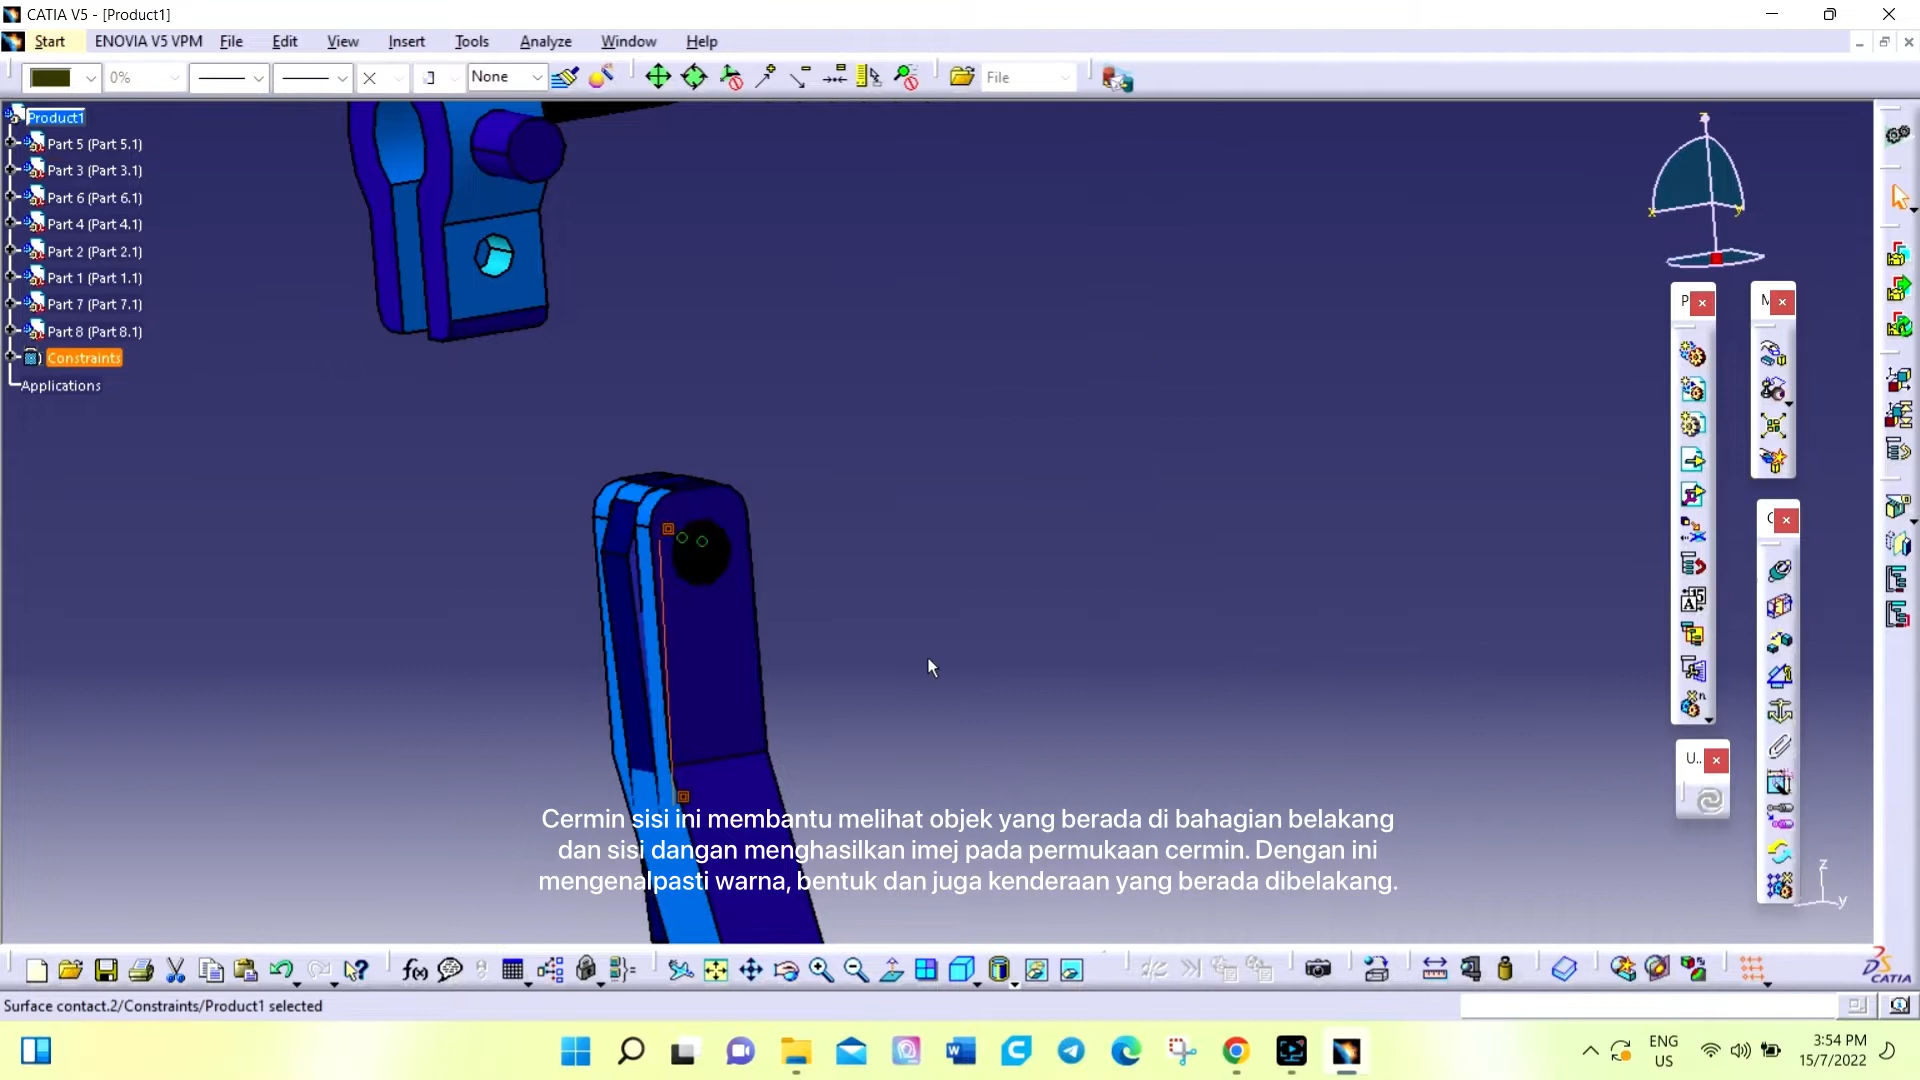 CATIA V5 - [Product1]
Start ENOVIA V5 VPM File Edit View Insert Tools Analyze Window Help
0% None File
Product1
Part 5 (Part 5.1)
Part 3 (Part 3.1)
Part 6 (Part 6.1)
Part 4 (Part 4.1)
Part 2 (Part 2.1)
Part 1 (Part 1.1)
Part 7 (Part 7.1)
Part 8 (Part 8.1)
Constraints
Applications
z
x y
P
U..
Cermin sisi ini membantu melihat objek yang berada di bahagian belakang
dan sisi dangan menghasilkan imej pada permukaan cermin. Dengan ini
mengenalpasti warna, bentuk dan juga kenderaan yang berada dibelakang.
z
y
f(x)
CATIA
Surface contact.2/Constraints/Product1 selected
ENG
US
3:54 PM
15/7/2022